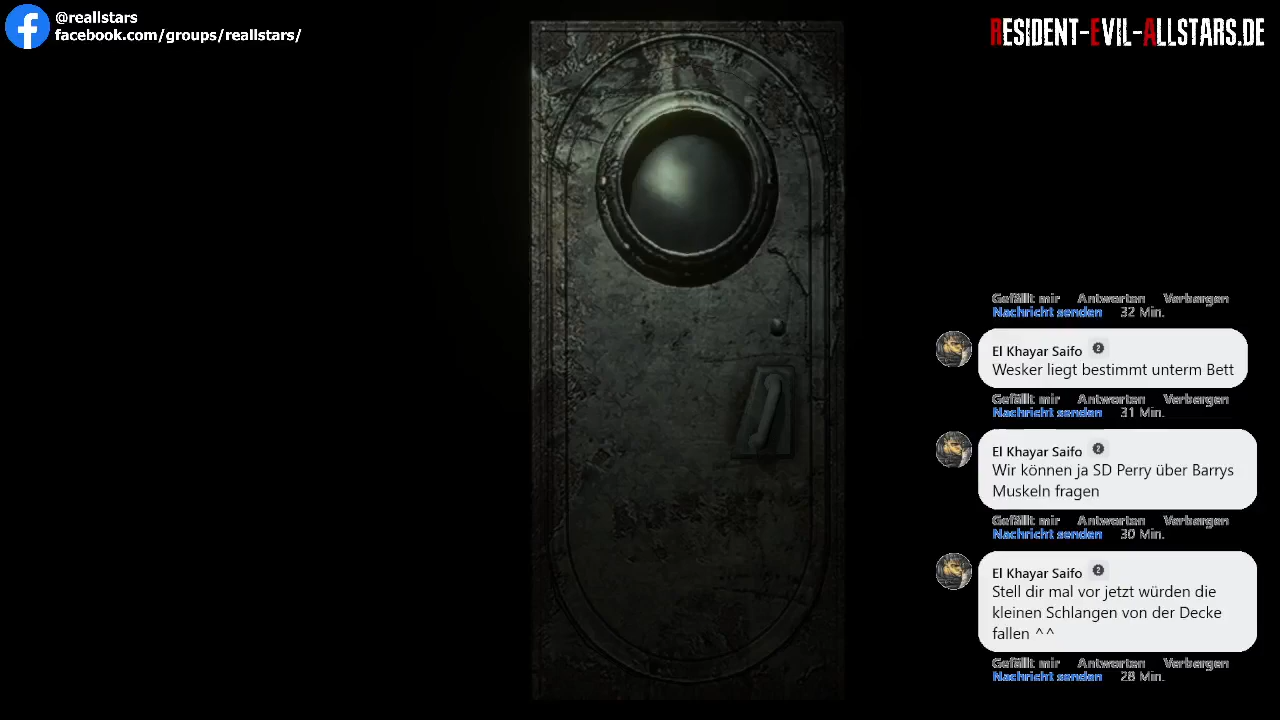 @reallstars
facebook.com/groups/reallstars/
RESIDENT-EVIL-ALLSTARS.DE
Gefällt mir Antworten Verbergen
Nachricht senden 32 Min.
El Khayar Saifo 2
Wesker liegt bestimmt unterm Bett
Gefällt mir Antworten Verbergen
Nachricht senden 31 Min.
El Khayar Saifo 2
Wir können ja SD Perry über Barrys
Muskeln fragen
Gefällt mir Antworten Verbergen
Nachricht senden 30 Min.
El Khayar Saifo 2
Stell dir mal vor jetzt würden die
kleinen Schlangen von der Decke
fallen ^^
Gefällt mir Antworten Verbergen
Nachricht senden 28 Min.